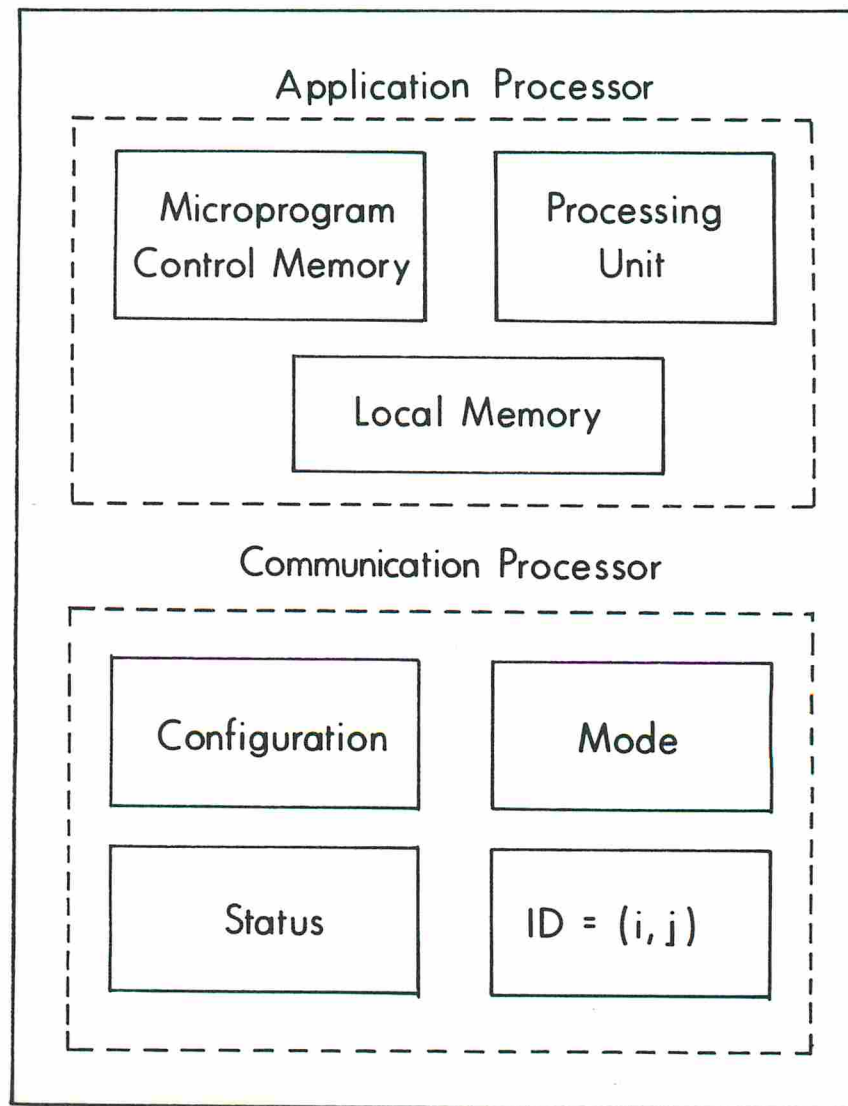 Application Processor
Microprogram
Control Memory
Processing
Unit
Local Memory
Communication Processor
Configuration
Mode
Status
ID = (i, j)